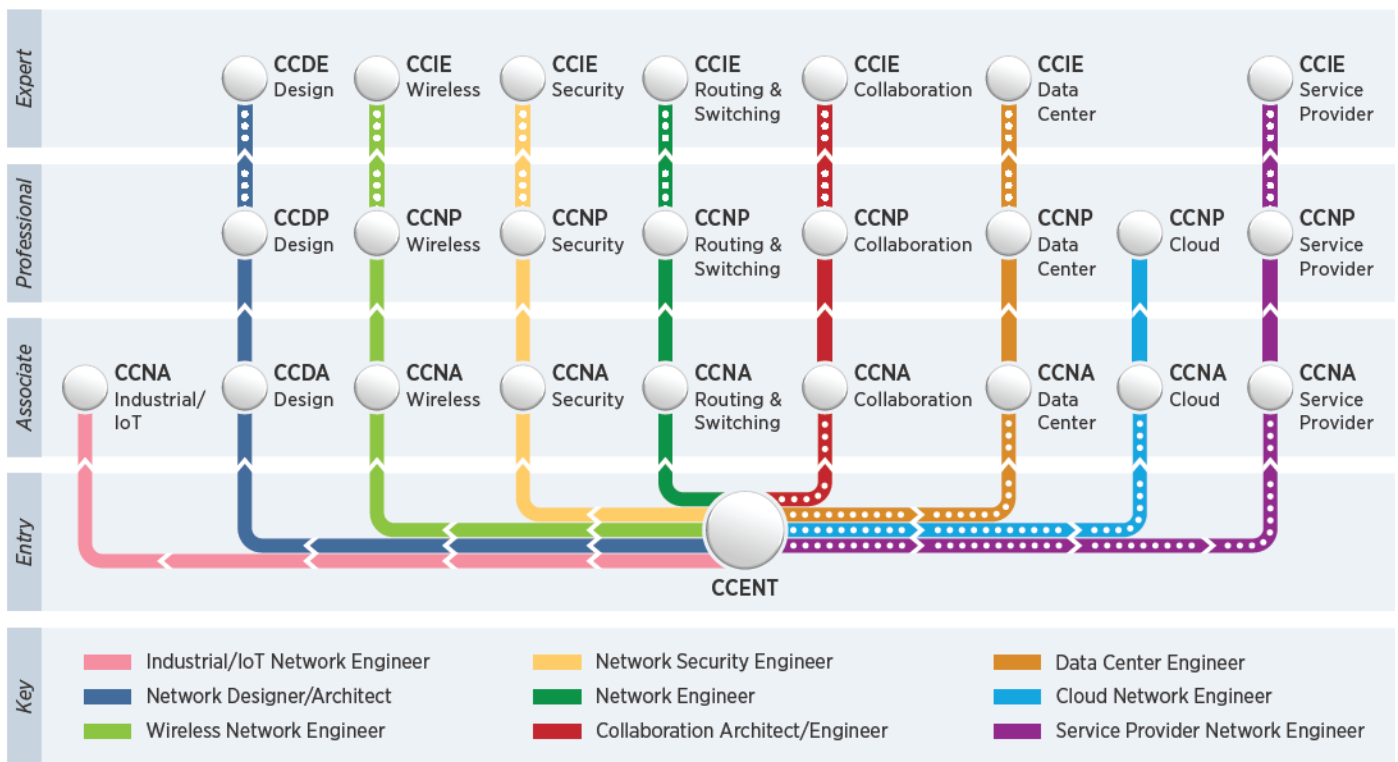 Expert
CCDE
Design
CCIE
Wireless
CCIE
Security
CCIE
Routing &
Switching
CCIE
Collaboration
CCIE
Data
Center
CCIE
Service
Provider
Professional
CCDP
Design
CCNP
Wireless
CCNP
Security
CCNP
Routing &
Switching
CCNP
Collaboration
CCNP
Data
Center
CCNP
Cloud
CCNP
Service
Provider
Associate
CCNA
Industrial/
IoT
CCDA
Design
CCNA
Wireless
CCNA
Security
CCNA
Routing &
Switching
CCNA
Collaboration
CCNA
Data
Center
CCNA
Cloud
CCNA
Service
Provider
Entry
CCENT
Key
Industrial/IoT Network Engineer
Network Designer/Architect
Wireless Network Engineer
Network Security Engineer
Network Engineer
Collaboration Architect/Engineer
Data Center Engineer
Cloud Network Engineer
Service Provider Network Engineer